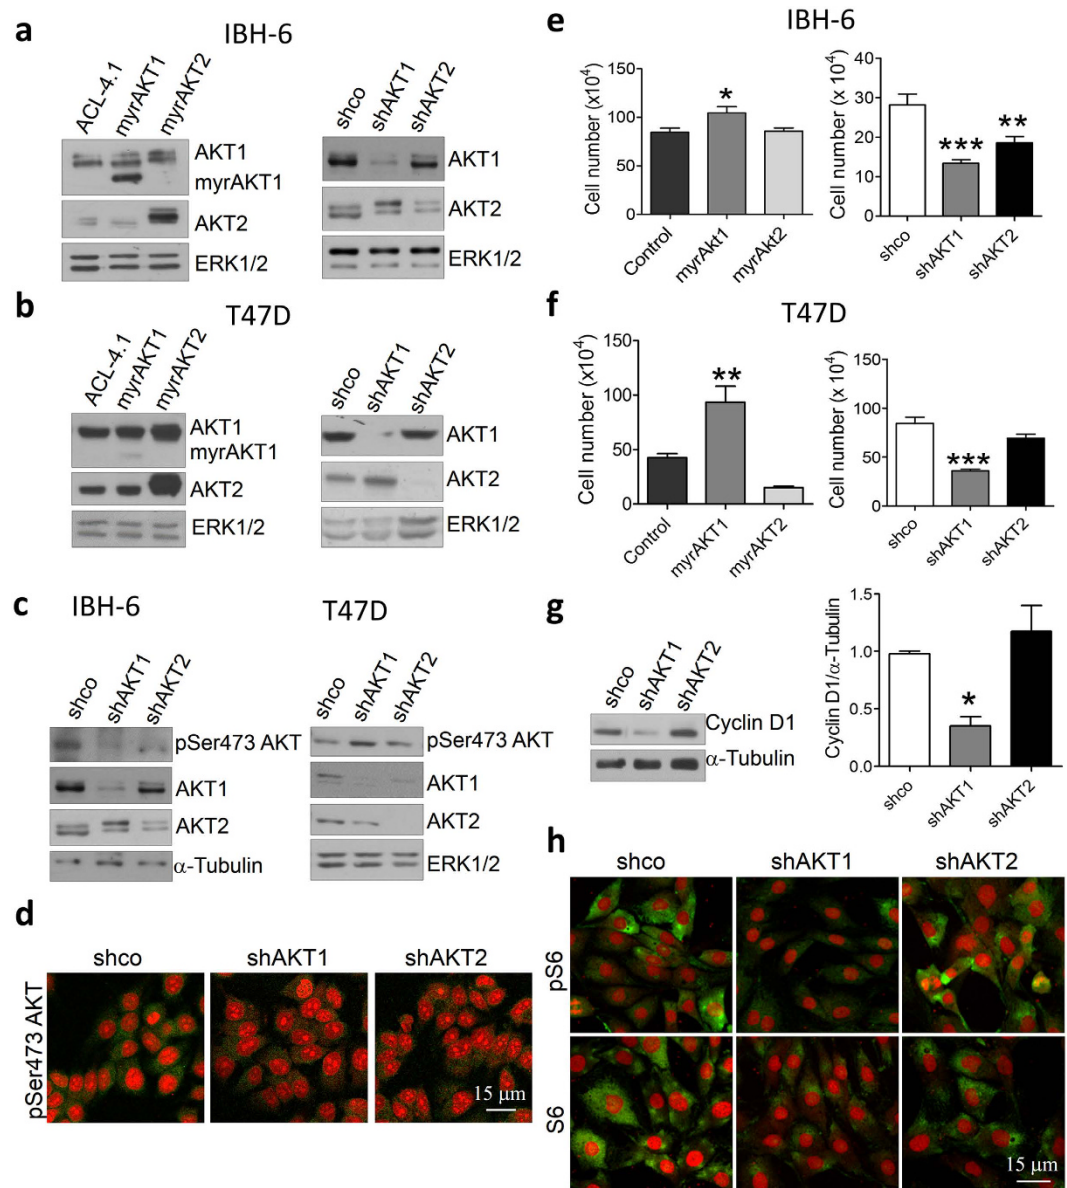 a
IBH-6
ACL-4.1 myrAKT1 myrAKT2
AKT1
myrAKT1
AKT2
ERK1/2
shco shAKT1 shAKT2
AKT1
AKT2
ERK1/2
b
T47D
ACL-4.1 myrAKT1 myrAKT2
AKT1
myrAKT1
AKT2
ERK1/2
shco shAKT1 shAKT2
AKT1
AKT2
ERK1/2
c
IBH-6
shco shAKT1 shAKT2
pSer473 AKT
AKT1
AKT2
α-Tubulin
T47D
shco shAKT1 shAKT2
pSer473 AKT
AKT1
AKT2
ERK1/2
d
shco shAKT1 shAKT2
pSer473 AKT
15 µm
e
IBH-6
Cell number (x10⁴)
150
100
50
0
*
Control myrAkt1 myrAkt2
Cell number (x 10⁴)
40
30
20
10
0
*** **
shco shAKT1 shAKT2
f
T47D
Cell number (x10⁴)
150
100
50
0
**
Control myrAKT1 myrAKT2
Cell number (x 10⁴)
150
100
50
0
***
shco shAKT1 shAKT2
g
shco shAKT1 shAKT2
Cyclin D1
α-Tubulin
Cyclin D1/α-Tubulin
1.5
1.0
0.5
0.0
*
shco shAKT1 shAKT2
h
shco shAKT1 shAKT2
pS6
S6
15 µm